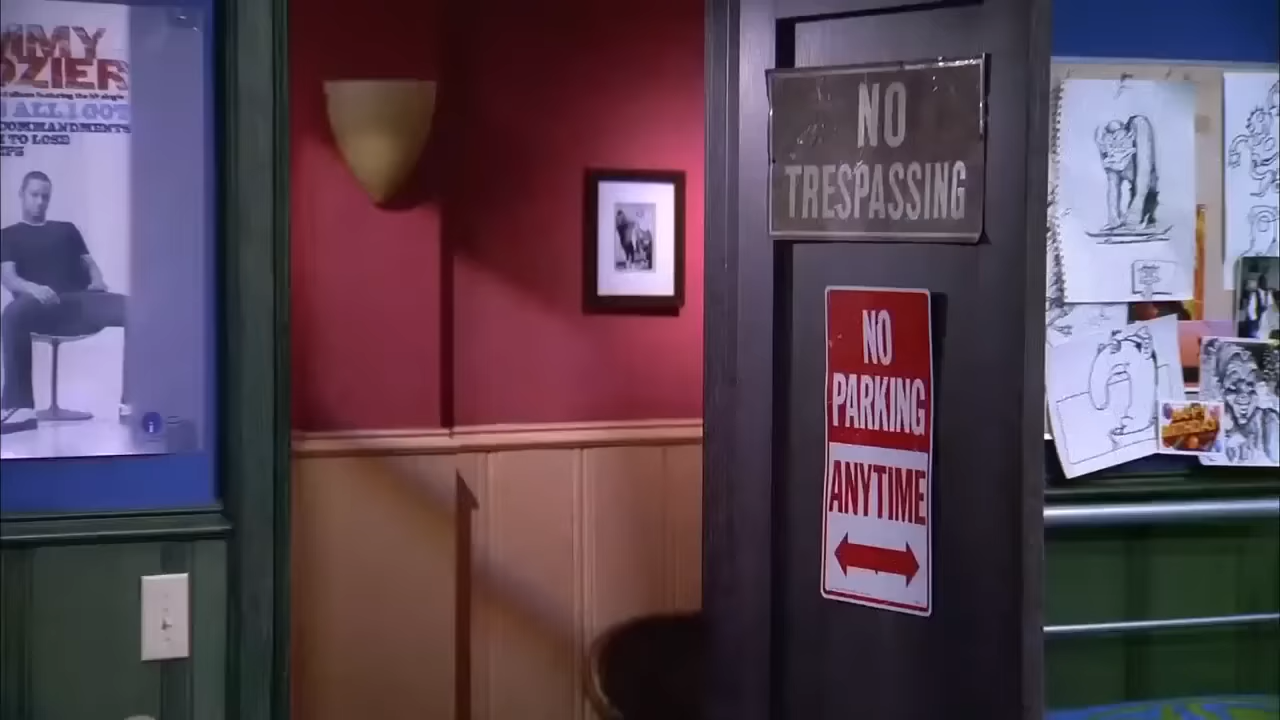 MMY
OZIER
ALL I GOT
COMMANDMENTS
TO LOSE
NO
TRESPASSING
NO
PARKING
ANYTIME